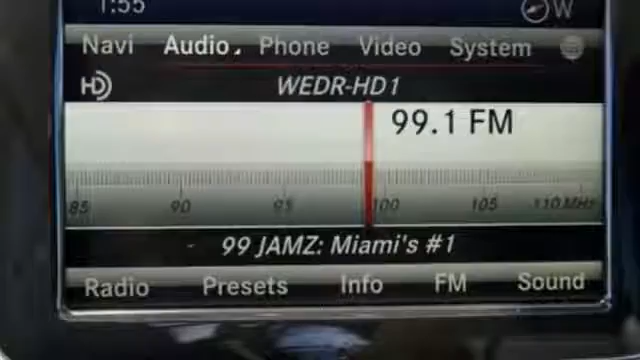 1:55 W
Navi Audio Phone Video System
HD WEDR-HD1
99.1 FM
85 90 95 100 105 110 MHz
99 JAMZ: Miami's #1
Radio Presets Info FM Sound